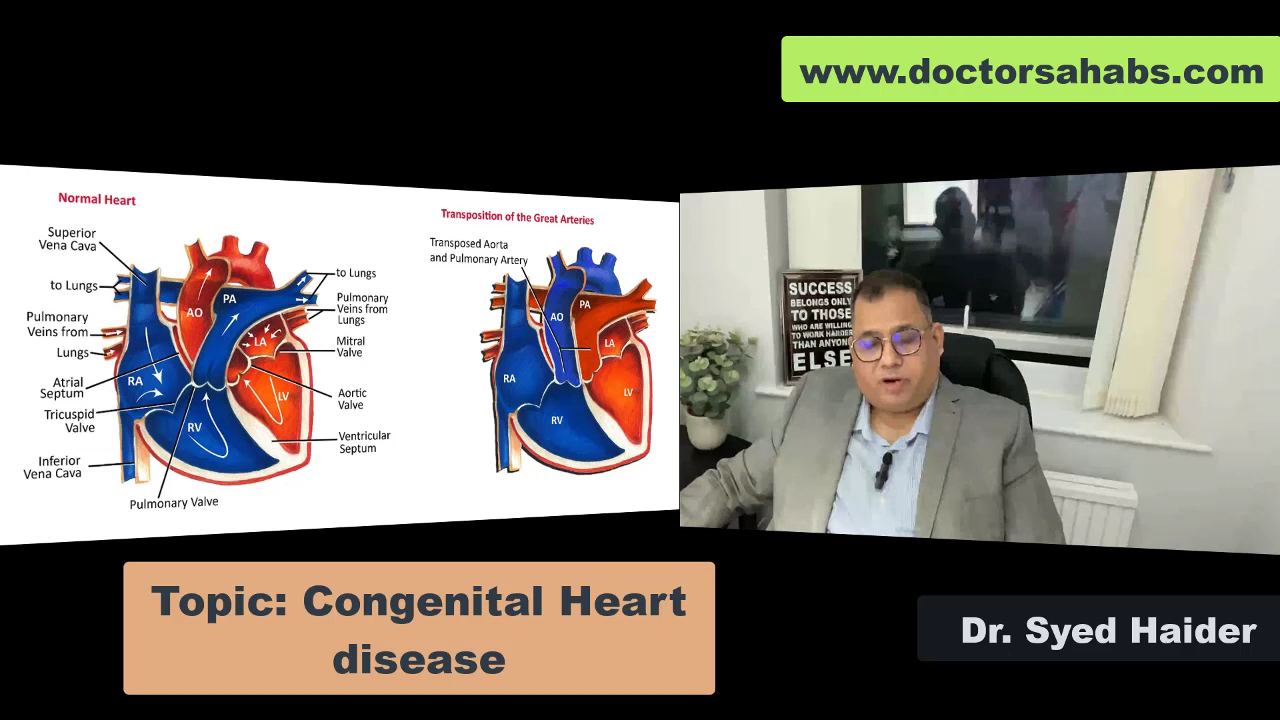 www.doctorsahabs.com
Normal Heart
Superior
Vena Cava
to Lungs
Pulmonary
Veins from
Lungs
Atrial
Septum
Tricuspid
Valve
Inferior
Vena Cava
Pulmonary Valve
AO
PA
LA
RA
LV
RV
to Lungs
Pulmonary
Veins from
Lungs
Mitral
Valve
Aortic
Valve
Ventricular
Septum
Transposition of the Great Arteries
Transposed Aorta
and Pulmonary Artery
AO
PA
LA
RA
LV
RV
SUCCESS
BELONGS ONLY
TO THOSE
WHO ARE WILLING
TO WORK HARDER
THAN ANYONE
ELSE
Topic: Congenital Heart
disease
Dr. Syed Haider